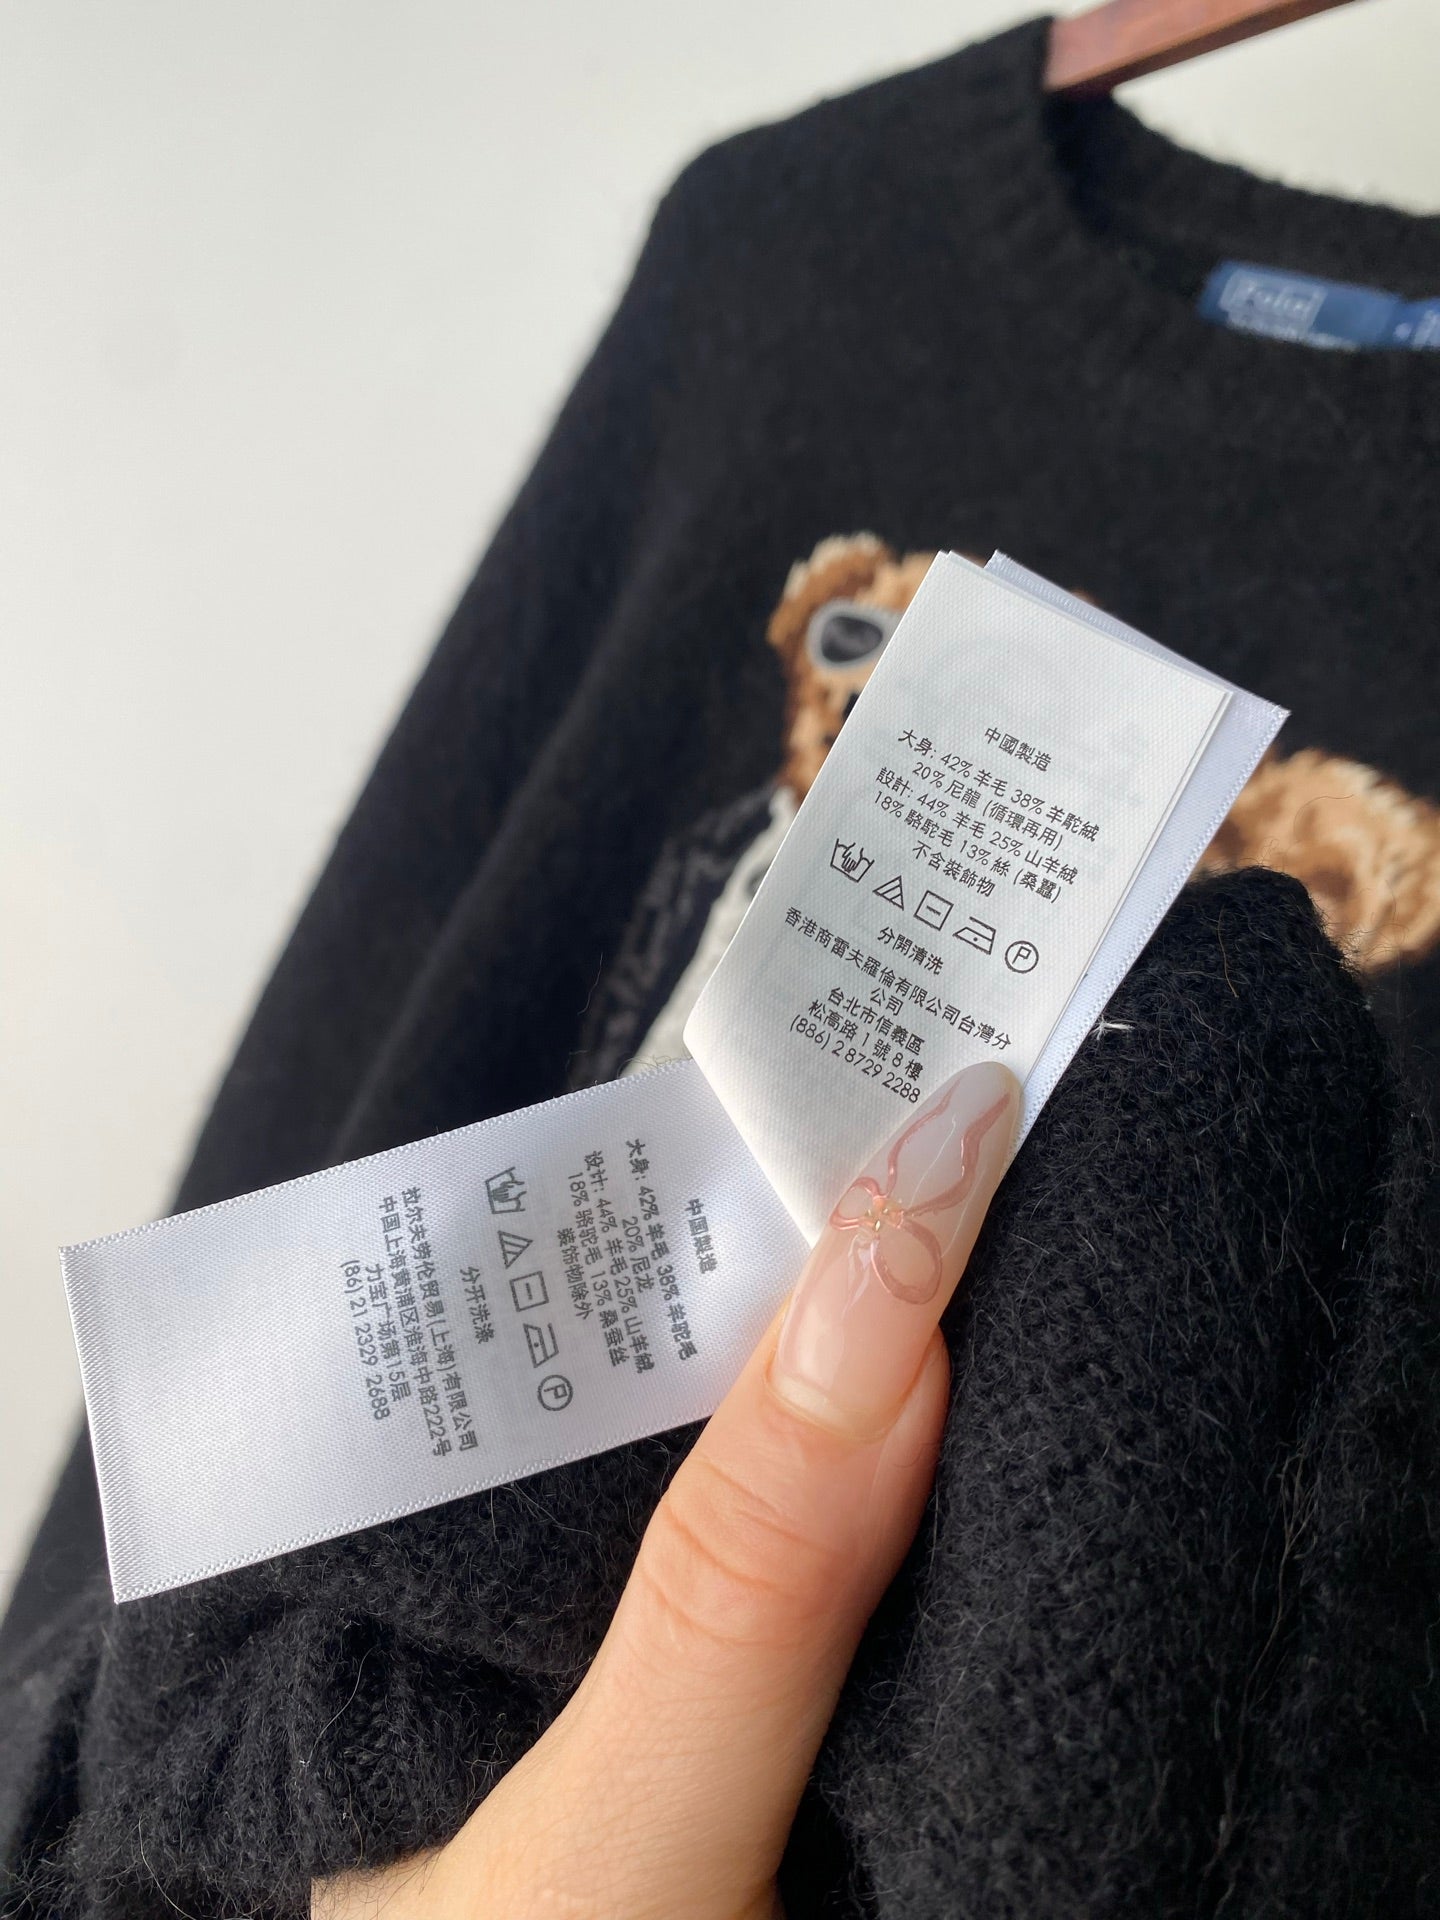 Polo
中國製造
大身: 42% 羊毛 38% 羊駝絨
20% 尼龍 (循環再用)
設計: 44% 羊毛 25% 山羊絨
18% 駱駝毛 13% 絲 (桑蠶)
不含裝飾物
P
分開清洗
香港商雷夫羅倫有限公司台灣分
公司
台北市信義區
松高路 1 號 8 樓
(886) 2 8729 2288
中国製造
大身: 42% 羊毛 38% 羊驼毛
20% 尼龙
设计: 44% 羊毛 25% 山羊绒
18% 骆驼毛 13% 桑蚕丝
装饰物除外
P
分开洗涤
拉尔夫劳伦贸易(上海)有限公司
中国上海黄浦区淮海中路222号
力宝广场第15层
(86) 21 2329 2688